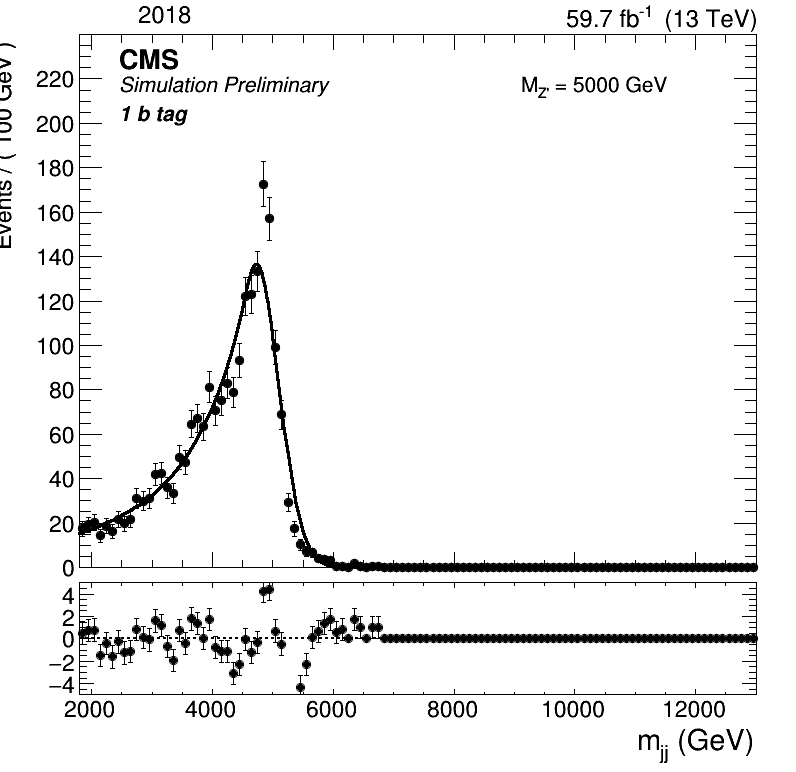 2018 59.7 fb⁻¹ (13 TeV)
CMS
Simulation Preliminary
M_Z' = 5000 GeV
1 b tag
Events / ( 100 GeV )
220
200
180
160
140
120
100
80
60
40
20
0
4
2
0
−2
−4
2000 4000 6000 8000 10000 12000
m_jj (GeV)